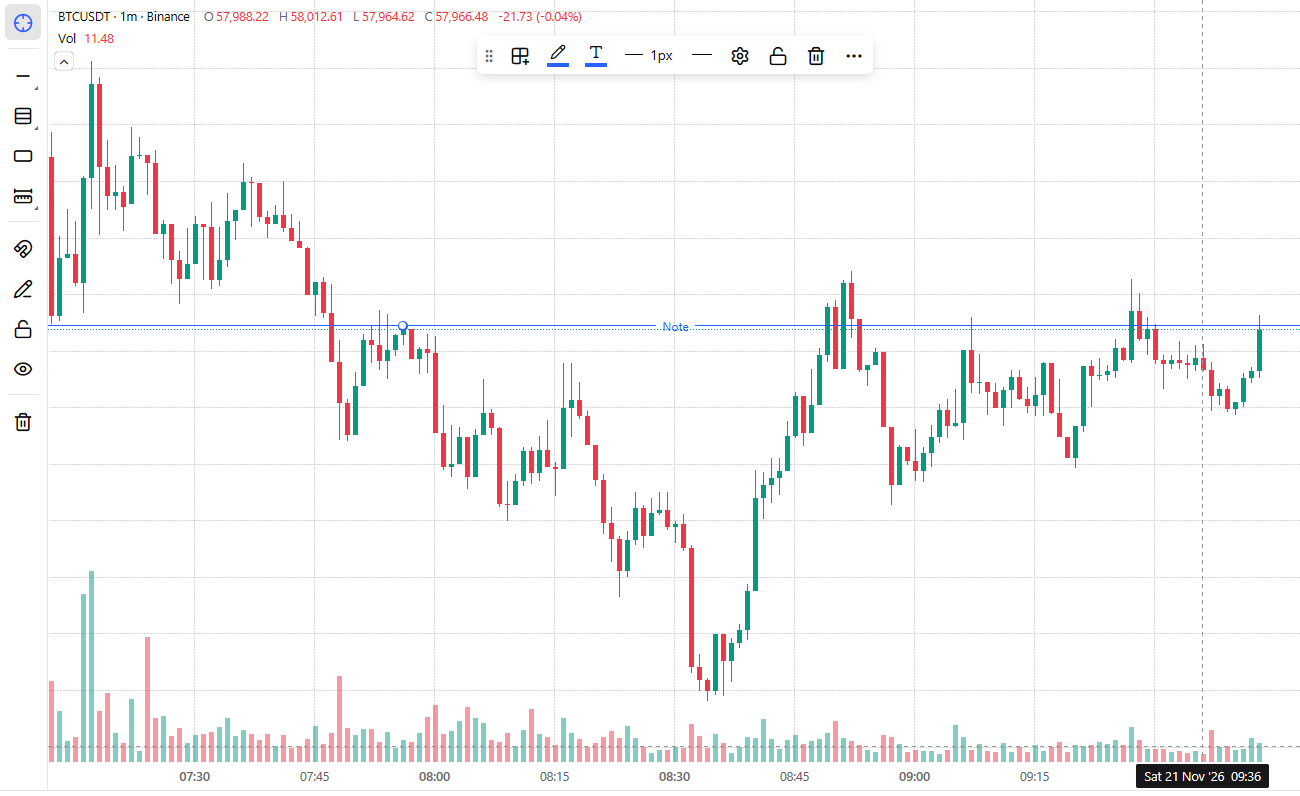 BTCUSDT · 1m · Binance O 57,988.22 H 58,012.61 L 57,964.62 C 57,966.48 -21.73 (-0.04%)
Vol 11.48
T 1px
Note
07:30 07:45 08:00 08:15 08:30 08:45 09:00 09:15 Sat 21 Nov '26 09:36